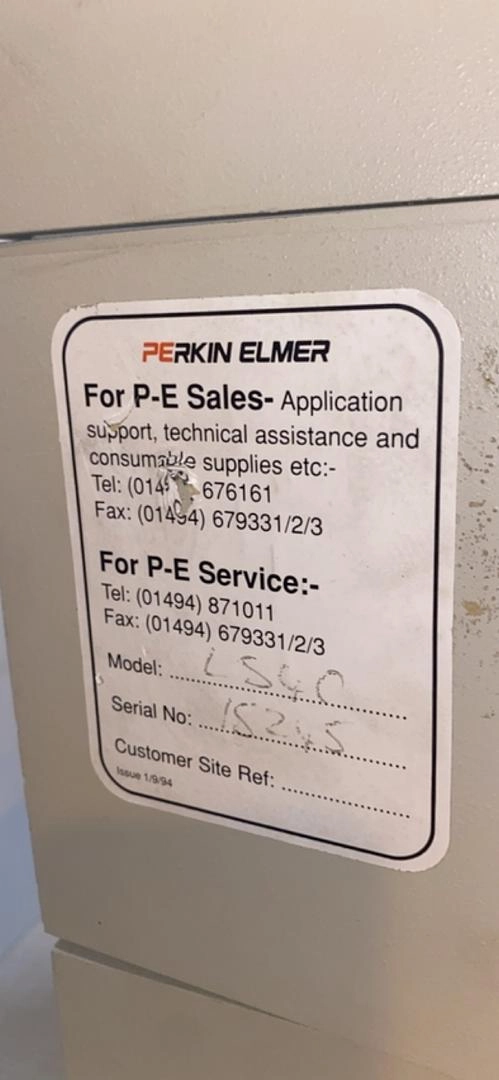 PERKIN ELMER
For P-E Sales- Application
support, technical assistance and
consumable supplies etc:-
Tel: (014 676161
Fax: (01494) 679331/2/3
For P-E Service:-
Tel: (01494) 871011
Fax: (01494) 679331/2/3
Model: ........................................
Serial No: ...................................
Customer Site Ref: ......................
Issue 1/9/94